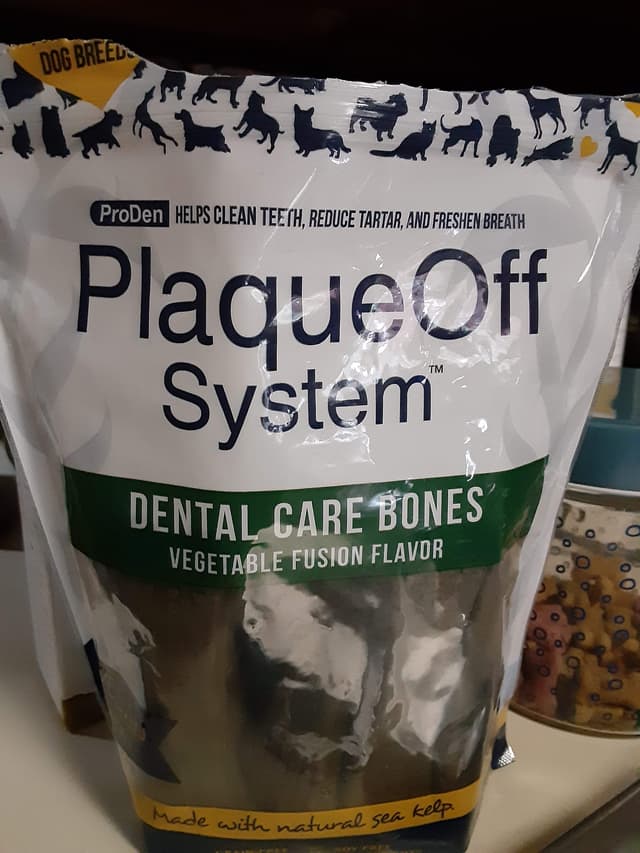 DOG BREEDS
ProDen HELPS CLEAN TEETH, REDUCE TARTAR, AND FRESHEN BREATH
PlaqueOff
System™
DENTAL CARE BONES
VEGETABLE FUSION FLAVOR
Made with natural sea kelp.